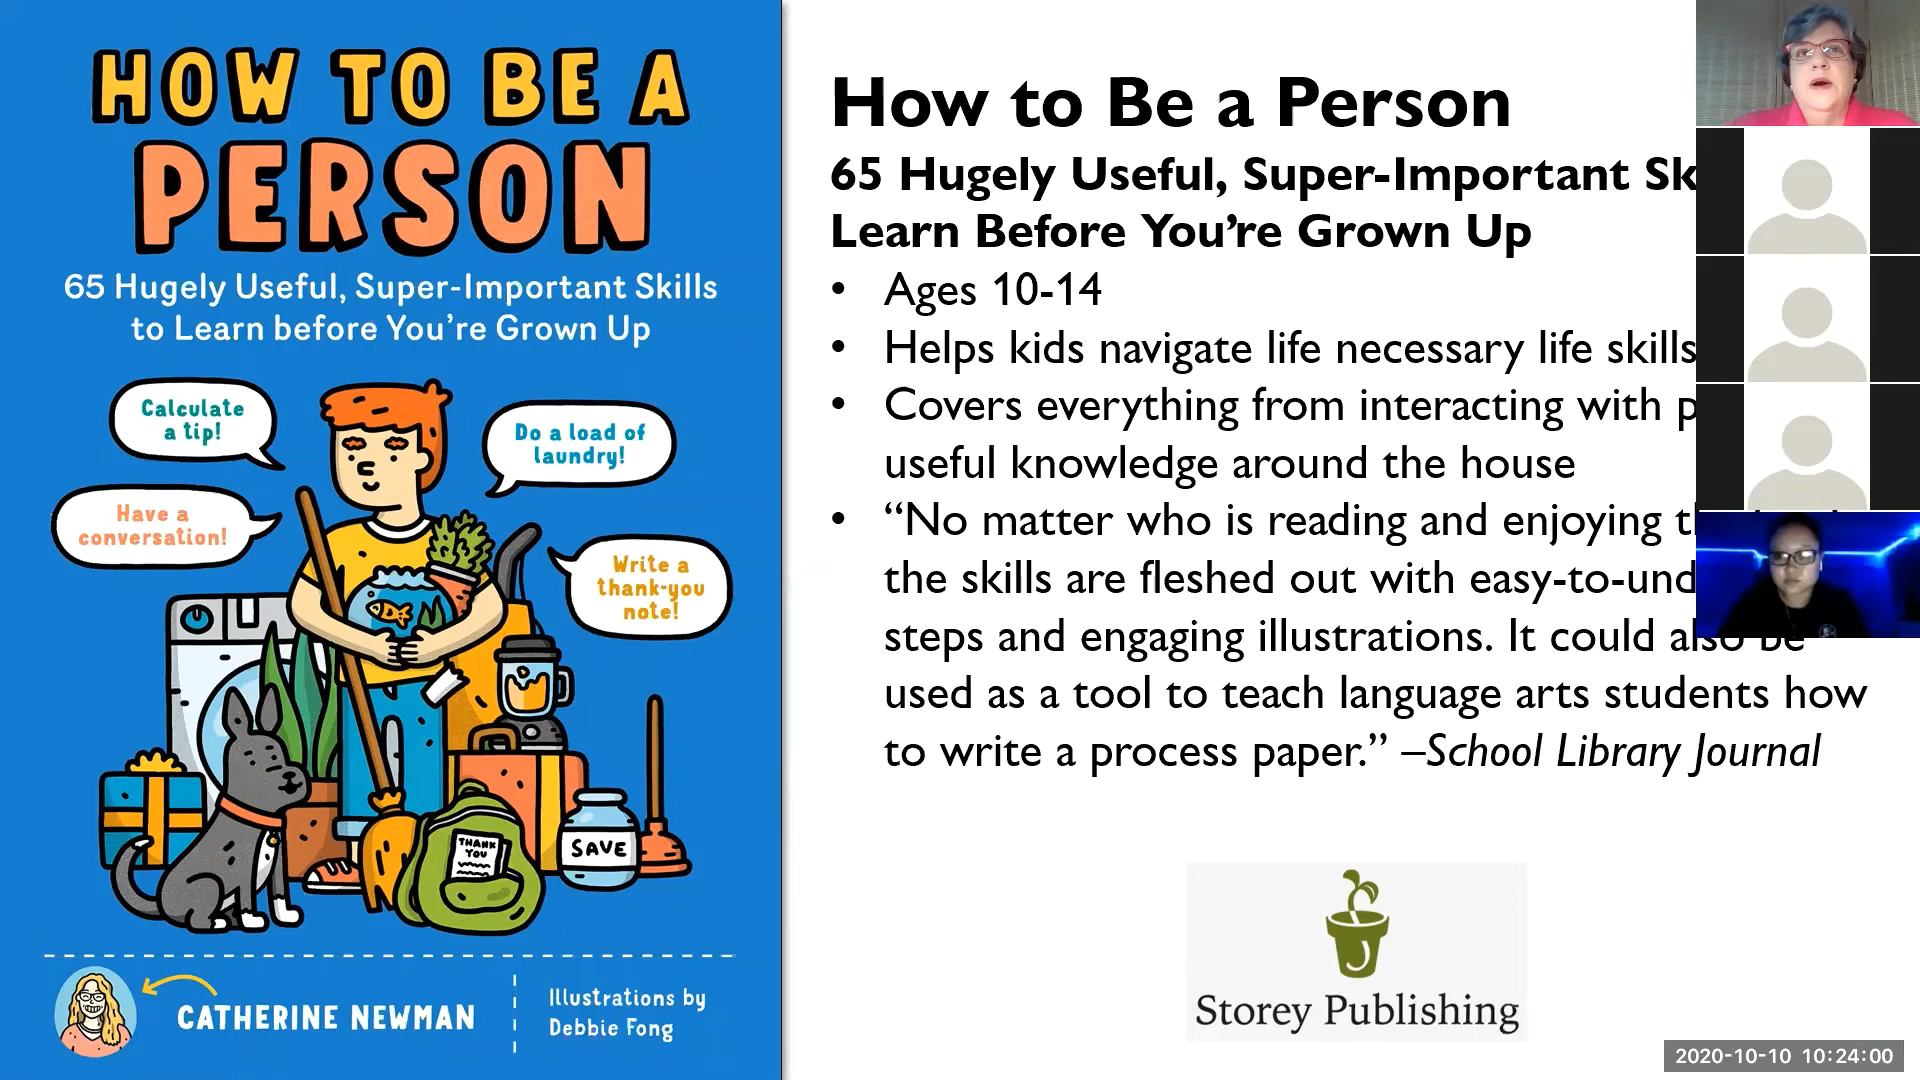 HOW TO BE A
PERSON
65 Hugely Useful, Super-Important Skills
to Learn before You're Grown Up
Calculate
a tip!
Do a load of
laundry!
Have a
conversation!
Write a
thank-you
note!
THANK
YOU
SAVE
CATHERINE NEWMAN
Illustrations by
Debbie Fong
How to Be a Person
65 Hugely Useful, Super-Important Sk
Learn Before You’re Grown Up
• Ages 10-14
• Helps kids navigate life necessary life skills
• Covers everything from interacting with p
useful knowledge around the house
• “No matter who is reading and enjoying
the skills are fleshed out with easy-to-und
steps and engaging illustrations. It could also be
used as a tool to teach language arts students how
to write a process paper.” –School Library Journal
Storey Publishing
2020-10-10 10:24:00